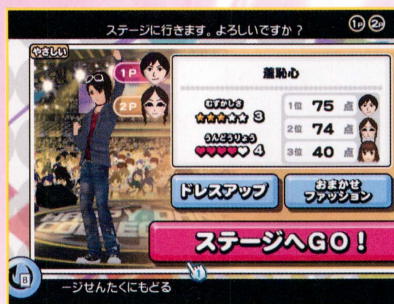 ステージに行きます。よろしいですか？
1P 2P
やさしい
1P
2P
羞恥心
むずかしさ
3
うんどうりょう
4
1位 75 点
2位 74 点
3位 40 点
ドレスアップ
おまかせ
ファッション
ステージへGO！
B
ージせんたくにもどる